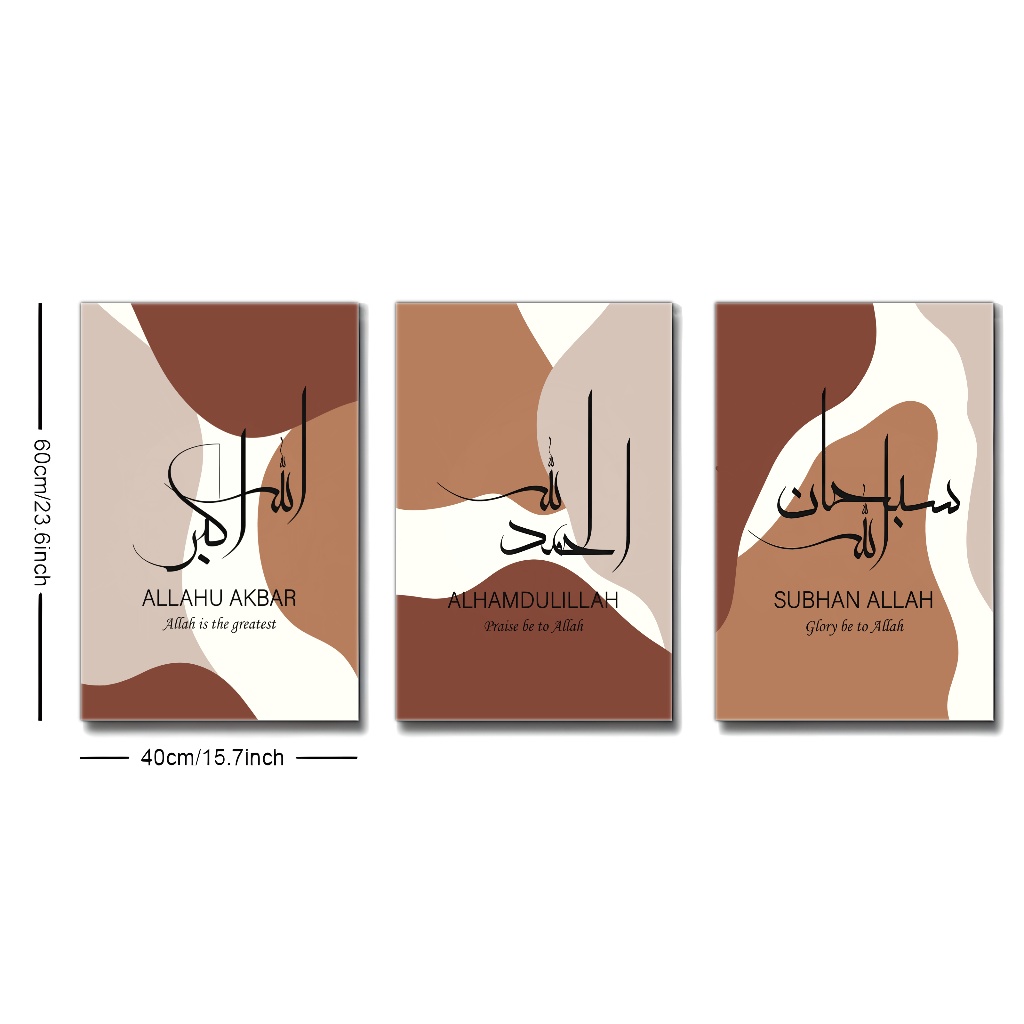 60cm/23.6inch
الله أكبر
ALLAHU AKBAR
Allah is the greatest
الحمد لله
ALHAMDULILLAH
Praise be to Allah
سبحان الله
SUBHAN ALLAH
Glory be to Allah
40cm/15.7inch